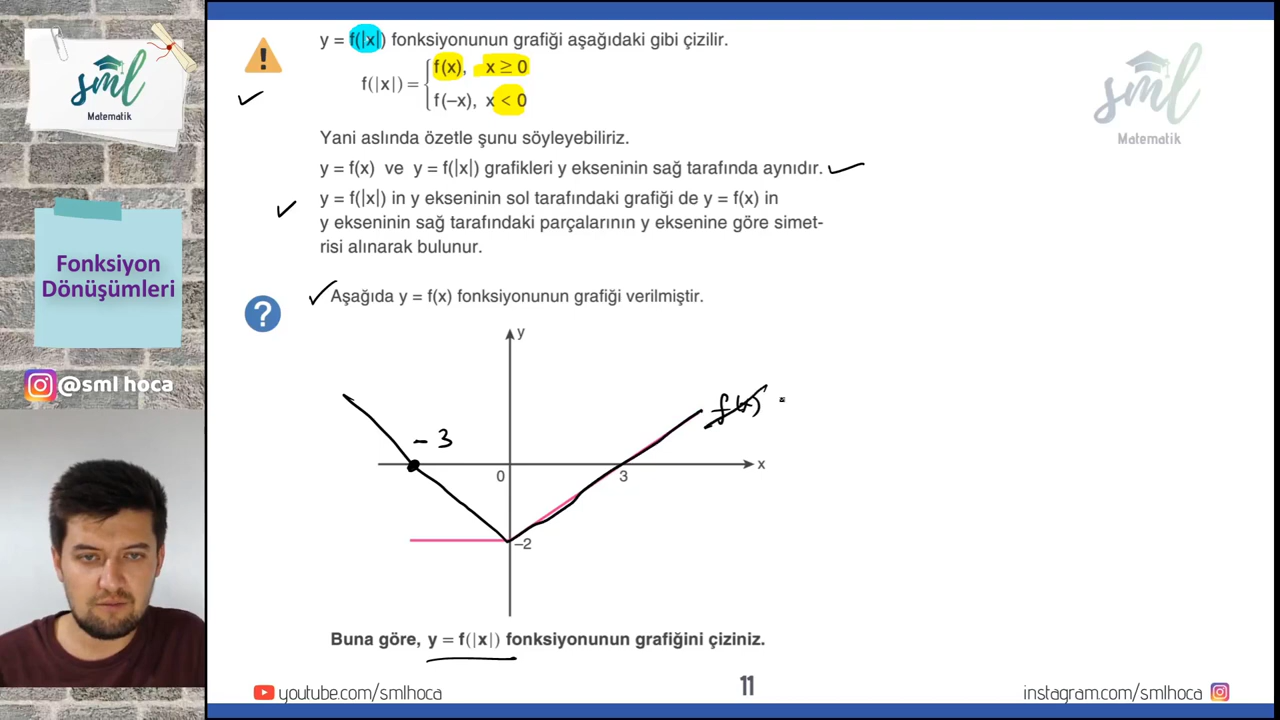 sml
Matematik
Fonksiyon
Dönüşümleri
@sml hoca
y = f(|x|) fonksiyonunun grafiği aşağıdaki gibi çizilir.
f(|x|) = { f(x), x ≥ 0
f(−x), x < 0
Yani aslında özetle şunu söyleyebiliriz.
y = f(x) ve y = f(|x|) grafikleri y ekseninin sağ tarafında aynıdır.
y = f(|x|) in y ekseninin sol tarafındaki grafiği de y = f(x) in
y ekseninin sağ tarafındaki parçalarının y eksenine göre simet-
risi alınarak bulunur.
sml
Matematik
Aşağıda y = f(x) fonksiyonunun grafiği verilmiştir.
y
f(x)
−3
x
0
3
−2
Buna göre, y = f(|x|) fonksiyonunun grafiğini çiziniz.
youtube.com/smlhoca
11
instagram.com/smlhoca